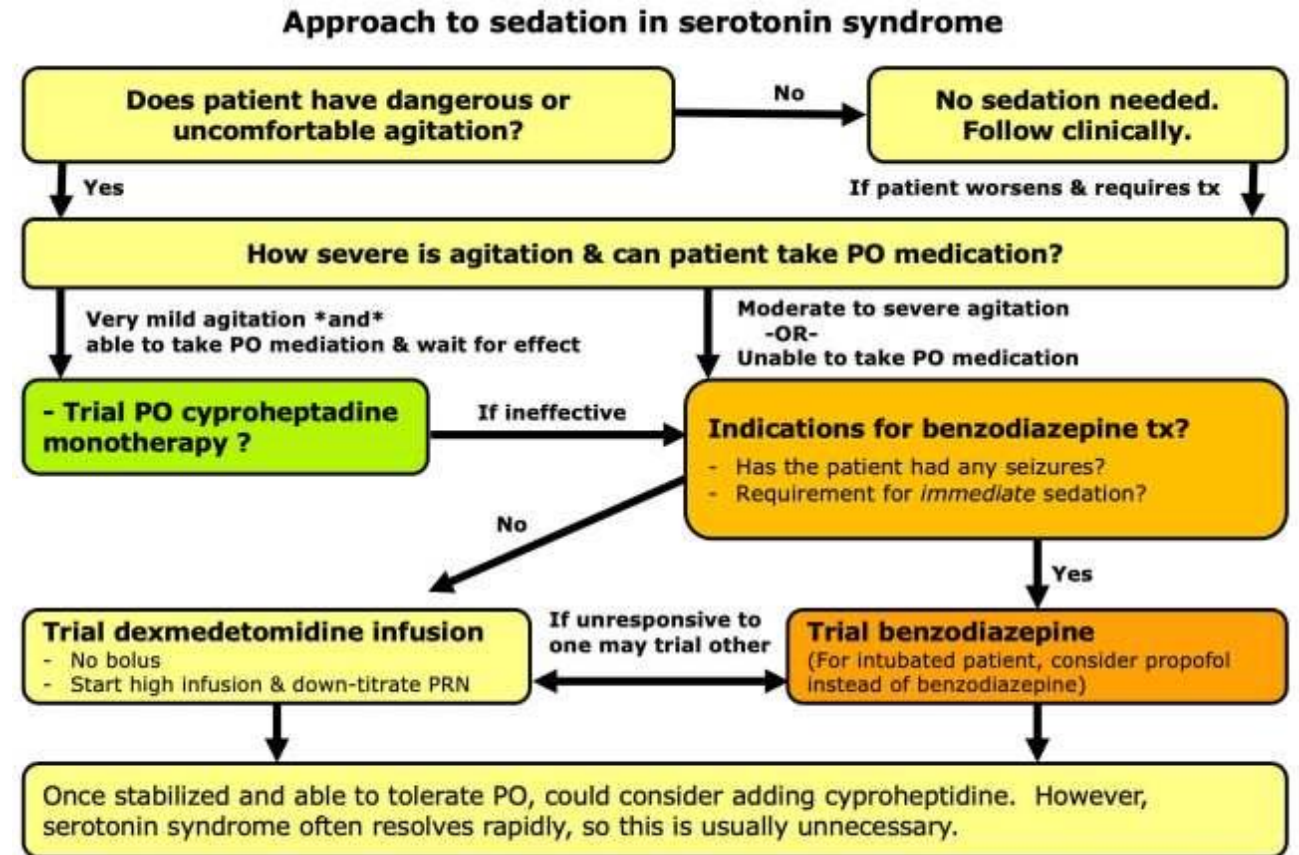 Approach to sedation in serotonin syndrome
Does patient have dangerous or
uncomfortable agitation?
No
No sedation needed.
Follow clinically.
Yes
If patient worsens & requires tx
How severe is agitation & can patient take PO medication?
Very mild agitation *and*
able to take PO mediation & wait for effect
Moderate to severe agitation
-OR-
Unable to take PO medication
- Trial PO cyproheptadine
monotherapy ?
If ineffective
Indications for benzodiazepine tx?
- Has the patient had any seizures?
- Requirement for immediate sedation?
No
Yes
Trial dexmedetomidine infusion
- No bolus
- Start high infusion & down-titrate PRN
If unresponsive to
one may trial other
Trial benzodiazepine
(For intubated patient, consider propofol
instead of benzodiazepine)
Once stabilized and able to tolerate PO, could consider adding cyproheptidine. However,
serotonin syndrome often resolves rapidly, so this is usually unnecessary.